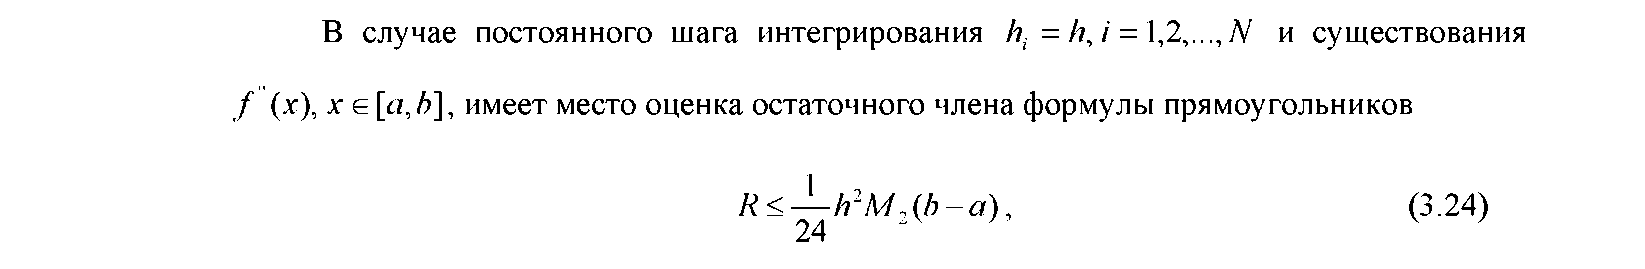 В случае постоянного шага интегрирования h_i = h, i = 1,2,..., N и существования
f''(x), x ∈ [a, b], имеет место оценка остаточного члена формулы прямоугольников
R ≤ \frac{1}{24} h^2 M_2 (b − a), (3.24)